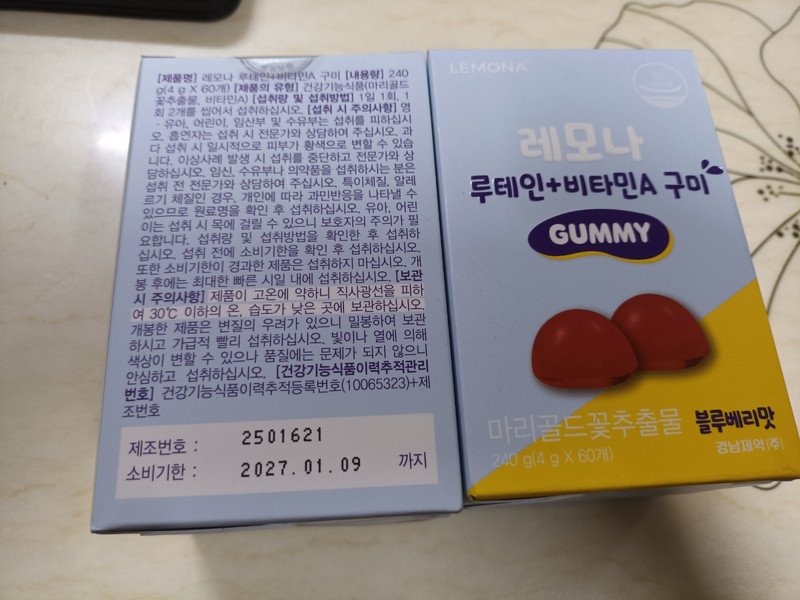 [제품명] 레모나 루테인+비타민A 구미 [내용량] 240
g(4 g X 60개) [제품의 유형] 건강기능식품(마리골드
꽃추출물, 비타민A) [섭취량 및 섭취방법] 1일 1회, 1
회 2개를 씹어서 섭취하십시오. [섭취 시 주의사항] 영
·유아, 어린이, 임산부 및 수유부는 섭취를 피하십시
오. 흡연자는 섭취 시 전문가와 상담하여 주십시오. 과
다 섭취 시 일시적으로 피부가 황색으로 변할 수 있습
니다. 이상사례 발생 시 섭취를 중단하고 전문가와 상
담하십시오. 임신, 수유부나 의약품을 섭취하시는 분은
섭취 전 전문가와 상담하여 주십시오. 특이체질, 알레
르기 체질인 경우, 개인에 따라 과민반응을 나타낼 수
있으므로 원료명을 확인 후 섭취하십시오. 유아, 어린
이는 섭취 시 목에 걸릴 수 있으니 보호자의 주의가 필
요합니다. 섭취량 및 섭취방법을 확인한 후 섭취하
십시오. 섭취 전에 소비기한을 확인 후 섭취하십시오.
또한 소비기한이 경과한 제품은 섭취하지 마십시오. 개
봉 후에는 최대한 빠른 시일 내에 섭취하십시오. [보관
시 주의사항] 제품이 고온에 약하니 직사광선을 피하
여 30℃ 이하의 온, 습도가 낮은 곳에 보관하십시오.
개봉한 제품은 변질의 우려가 있으니 밀봉하여 보관
하시고 가급적 빨리 섭취하십시오. 빛이나 열에 의해
색상이 변할 수 있으나 품질에는 문제가 되지 않으니
안심하고 섭취하십시오. [건강기능식품이력추적관리
번호] 건강기능식품이력추적등록번호(10065323)+제
조번호
제조번호 : 2501621
소비기한 : 2027.01.09 까지
LEMONA
레모나
루테인+비타민A 구미
GUMMY
마리골드꽃추출물 블루베리맛
240 g(4 g X 60개) 경남제약(주)